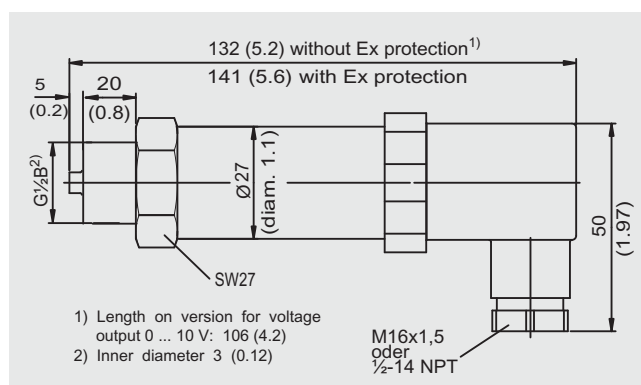 132 (5.2) without Ex protection1)
141 (5.6) with Ex protection
5
(0.2)
20
(0.8)
G½B2)
Ø27
(diam. 1.1)
50
(1.97)
SW27
1) Length on version for voltage
output 0 ... 10 V: 106 (4.2)
2) Inner diameter 3 (0.12)
M16x1,5
oder
½-14 NPT